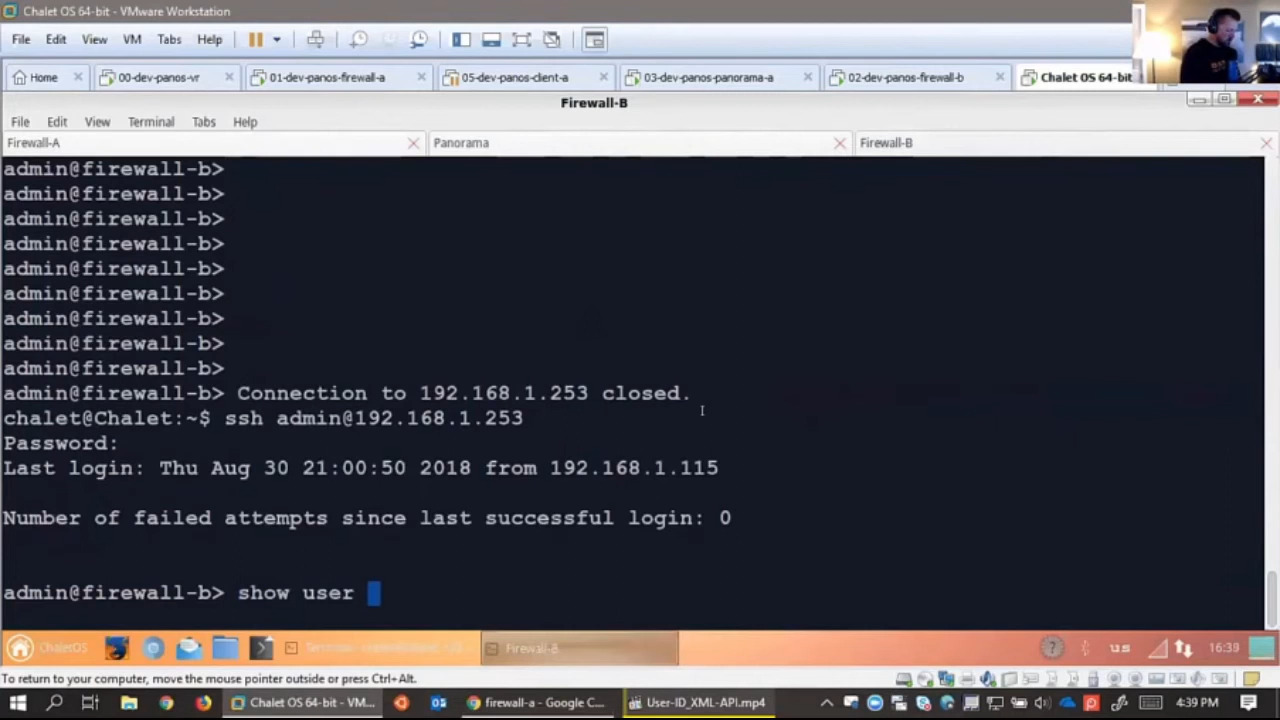 Chalet OS 64-bit - VMware Workstation
File Edit View VM Tabs Help
Home 00-dev-panos-vr 01-dev-panos-firewall-a 05-dev-panos-client-a 03-dev-panos-panorama-a 02-dev-panos-firewall-b Chalet OS 64-bit
Firewall-B
File Edit View Terminal Tabs Help
Firewall-A Panorama Firewall-B
admin@firewall-b>
admin@firewall-b>
admin@firewall-b>
admin@firewall-b>
admin@firewall-b>
admin@firewall-b>
admin@firewall-b>
admin@firewall-b>
admin@firewall-b>
admin@firewall-b> Connection to 192.168.1.253 closed.
chalet@Chalet:~$ ssh admin@192.168.1.253
Password:
Last login: Thu Aug 30 21:00:50 2018 from 192.168.1.115
Number of failed attempts since last successful login: 0
admin@firewall-b> show user
ChaletOS Firewall-B us 16:39
To return to your computer, move the mouse pointer outside or press Ctrl+Alt.
Chalet OS 64-bit - VM... firewall-a - Google C... User-ID_XML-API.mp4 4:39 PM